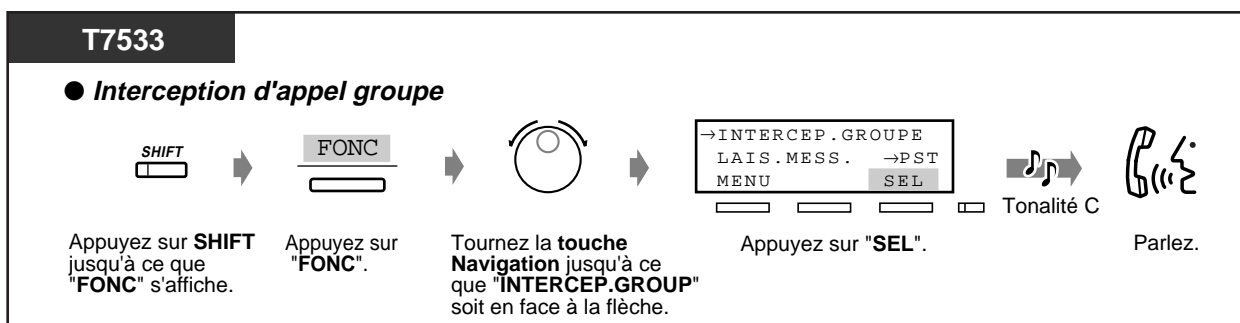 T7533
● Interception d'appel groupe
SHIFT
FONC
→INTERCEP.GROUPE
LAIS.MESS. →PST
MENU SEL
Tonalité C
Appuyez sur SHIFT
jusqu'à ce que
"FONC" s'affiche.
Appuyez sur
"FONC".
Tournez la touche
Navigation jusqu'à ce
que "INTERCEP.GROUP"
soit en face à la flèche.
Appuyez sur "SEL".
Parlez.